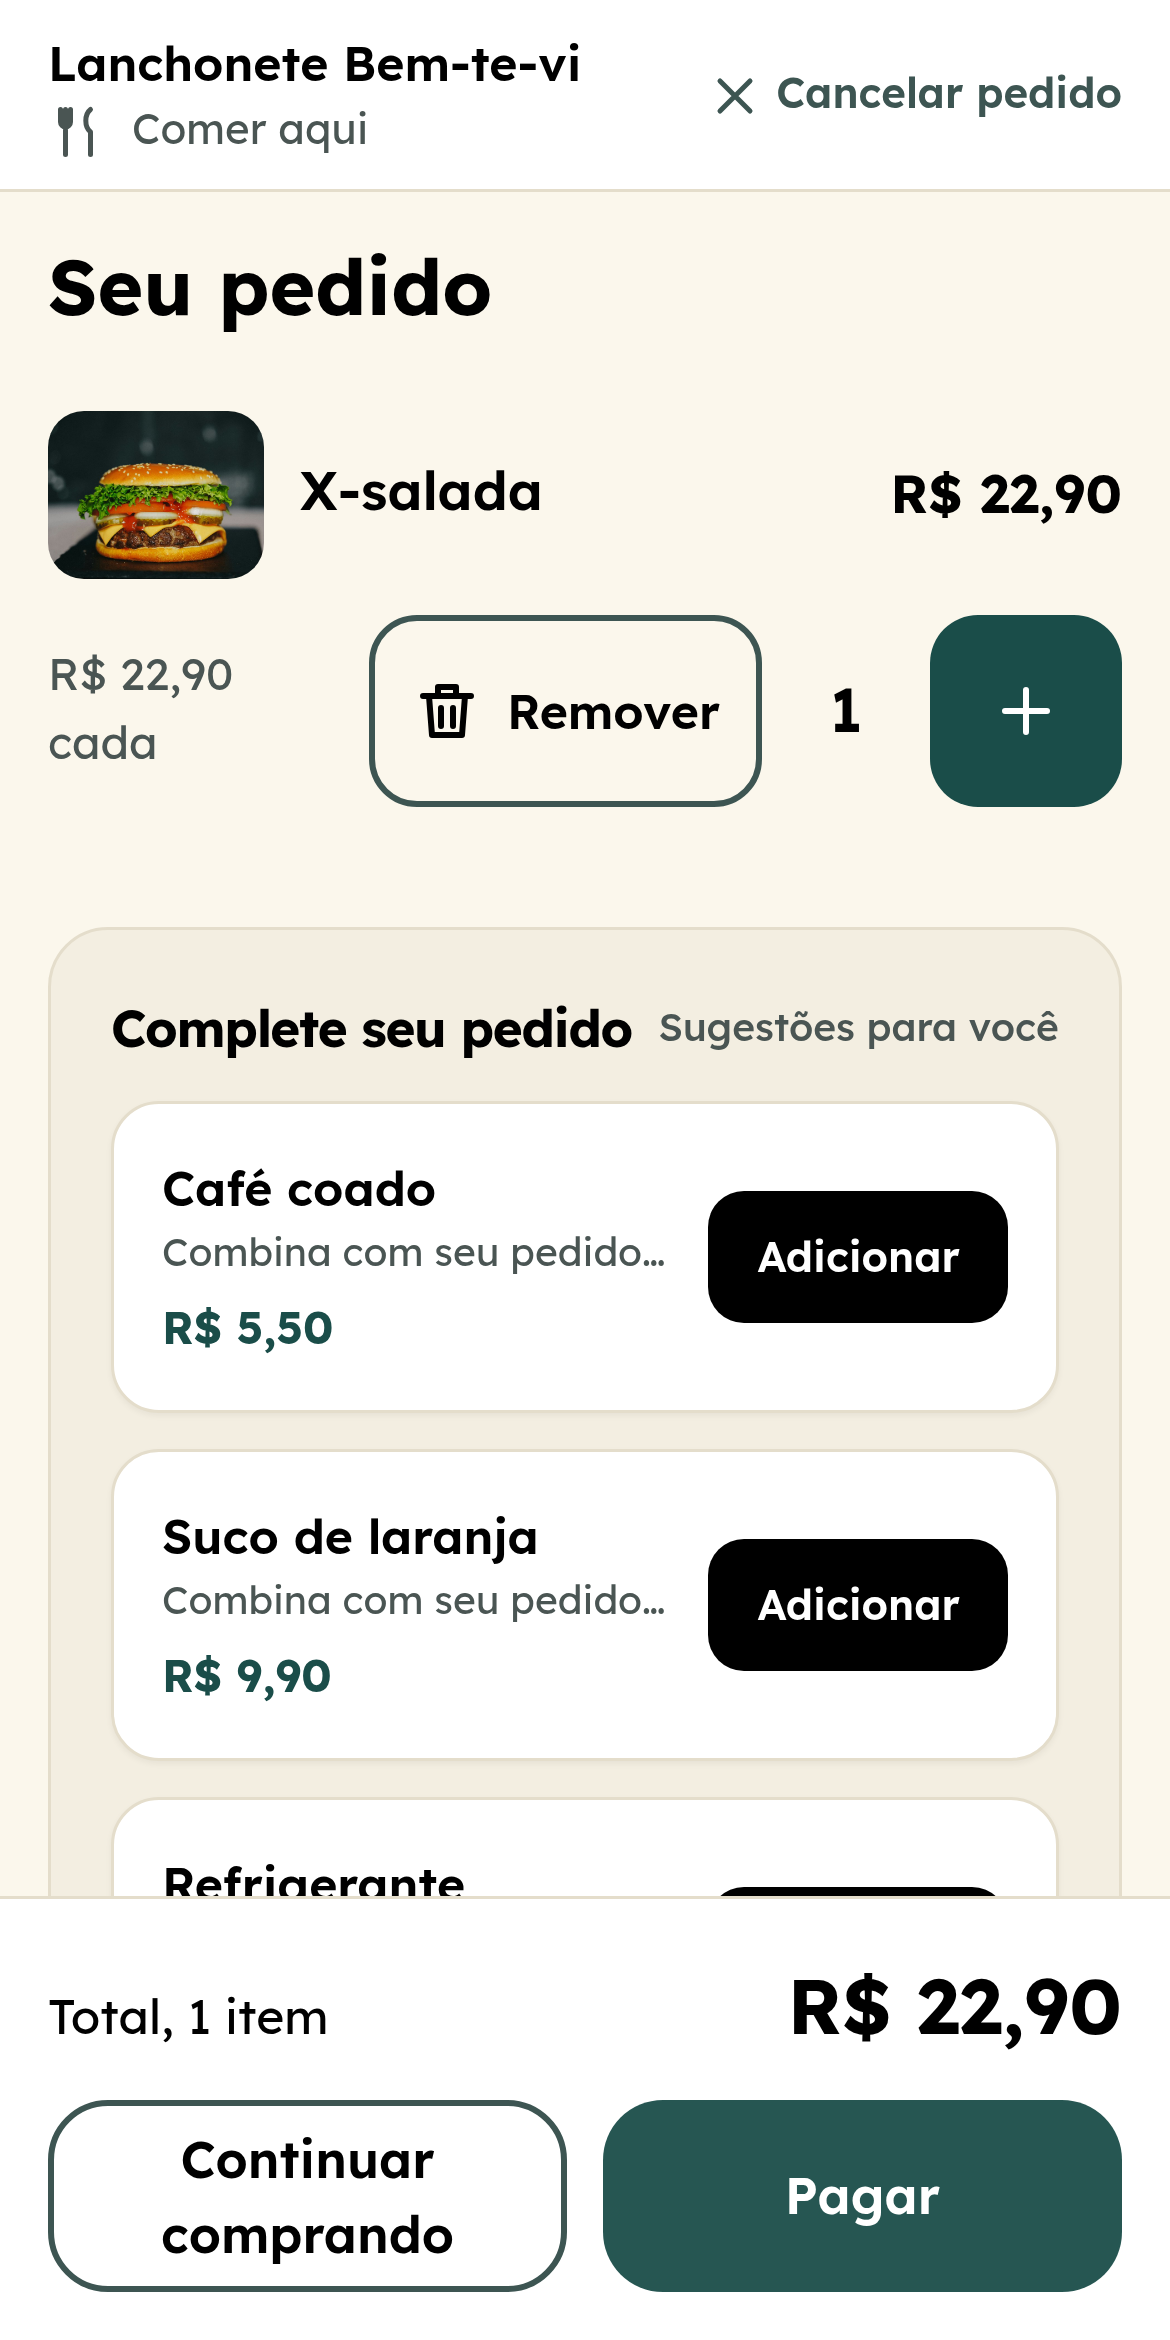 Lanchonete Bem-te-vi
Comer aqui
Cancelar pedido
Seu pedido
X-salada
R$ 22,90
R$ 22,90
cada
Remover
1
Complete seu pedido
Sugestões para você
Café coado
Combina com seu pedido...
R$ 5,50
Adicionar
Suco de laranja
Combina com seu pedido...
R$ 9,90
Adicionar
Refrigerante
Total, 1 item
R$ 22,90
Continuar
comprando
Pagar